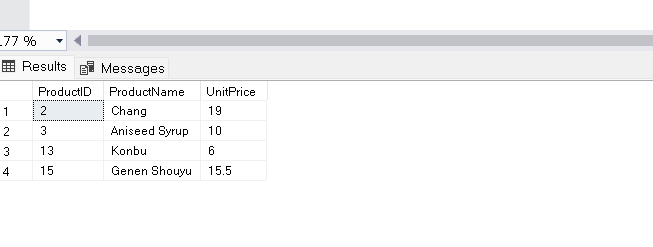 .77 %
Results Messages
ProductID ProductName UnitPrice
1 2 Chang 19
2 3 Aniseed Syrup 10
3 13 Konbu 6
4 15 Genen Shouyu 15.5